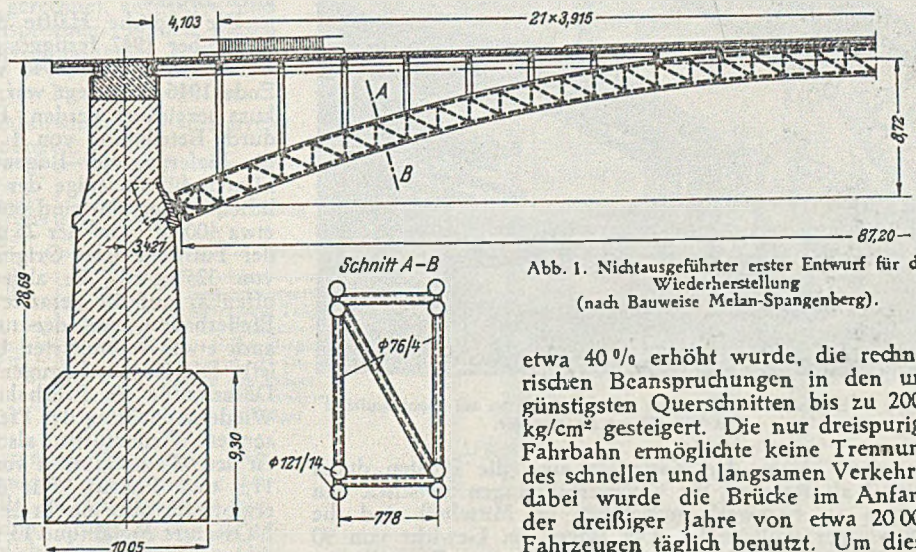 4,103
21×3,915
A
B
8,72
28,69
3,427
87,20
Schnitt A–B
φ76/4
φ121/14
778
9,30
10,05
Abb. 1. Nichtausgeführter erster Entwurf für d
Wiederherstellung
(nach Bauweise Melan-Spangenberg).
etwa 40 % erhöht wurde, die rechn
rischen Beanspruchungen in den u
günstigsten Querschnitten bis zu 200
kg/cm² gesteigert. Die nur dreispurig
Fahrbahn ermöglichte keine Trennun
des schnellen und langsamen Verkehr
dabei wurde die Brücke im Anfan
der dreißiger Jahre von etwa 20 00
Fahrzeugen täglich benutzt. Um die